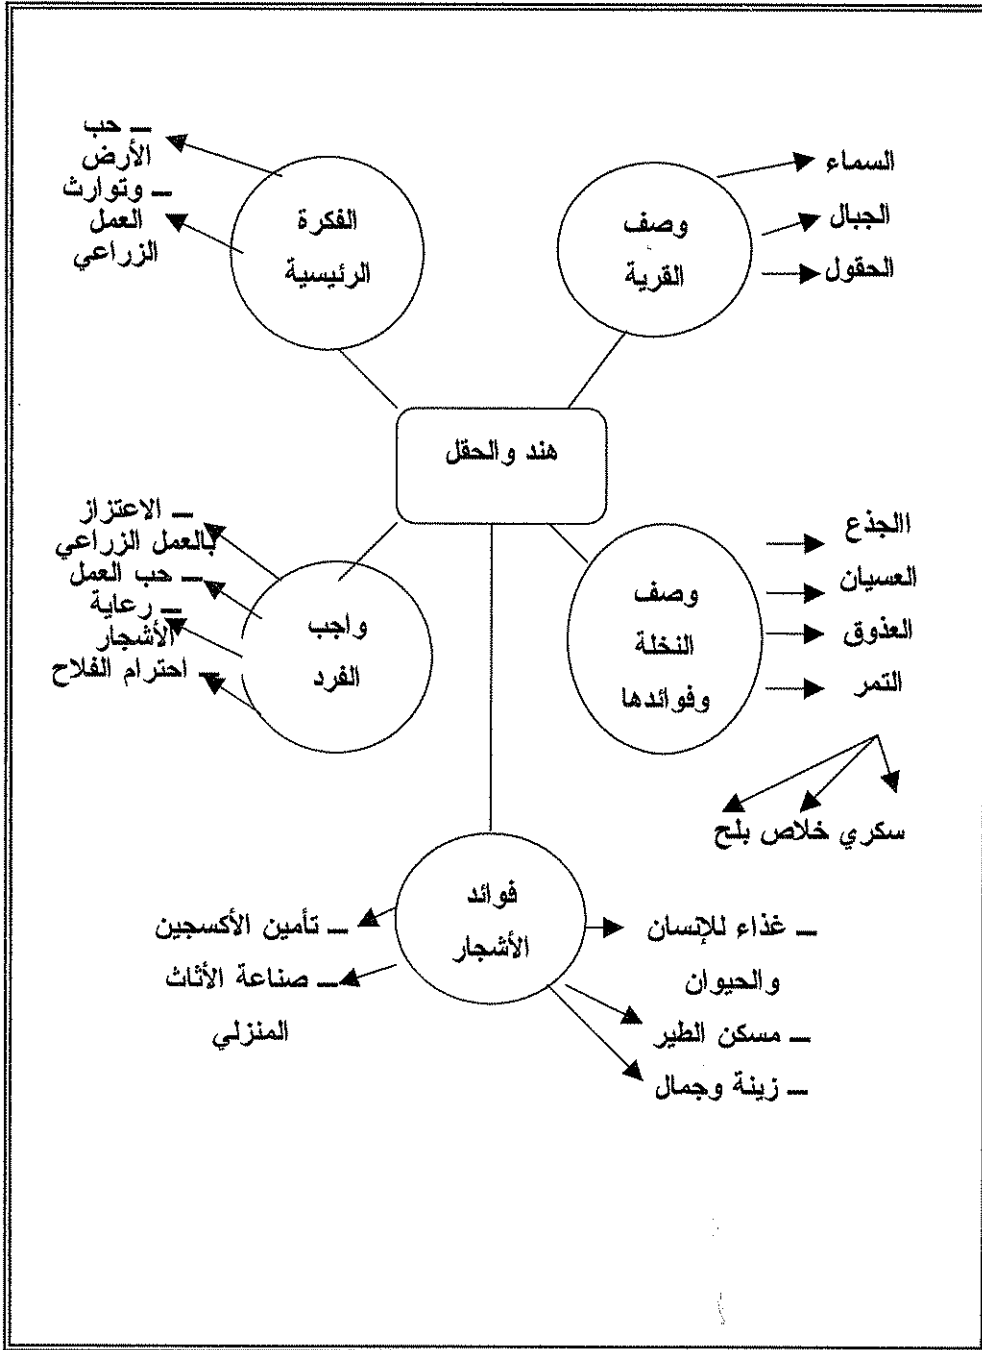 السماء
الجبال
الحقول
وصف
القرية
الفكرة
الرئيسية
ـ حب
الأرض
ـ وتوارث
العمل
الزراعي
هند والحقل
االجذع
العسيان
العذوق
التمر
سكري خلاص بلح
وصف
النخلة
وفوائدها
واجب
الفرد
ـ الاعتزاز
بالعمل الزراعي
ـ حب العمل
ـ رعاية
الأشجار
ـ احترام الفلاح
فوائد
الأشجار
ـ غذاء للإنسان
والحيوان
ـ مسكن الطير
ـ زينة وجمال
ـ تأمين الأكسجين
ـ صناعة الأثاث
المنزلي